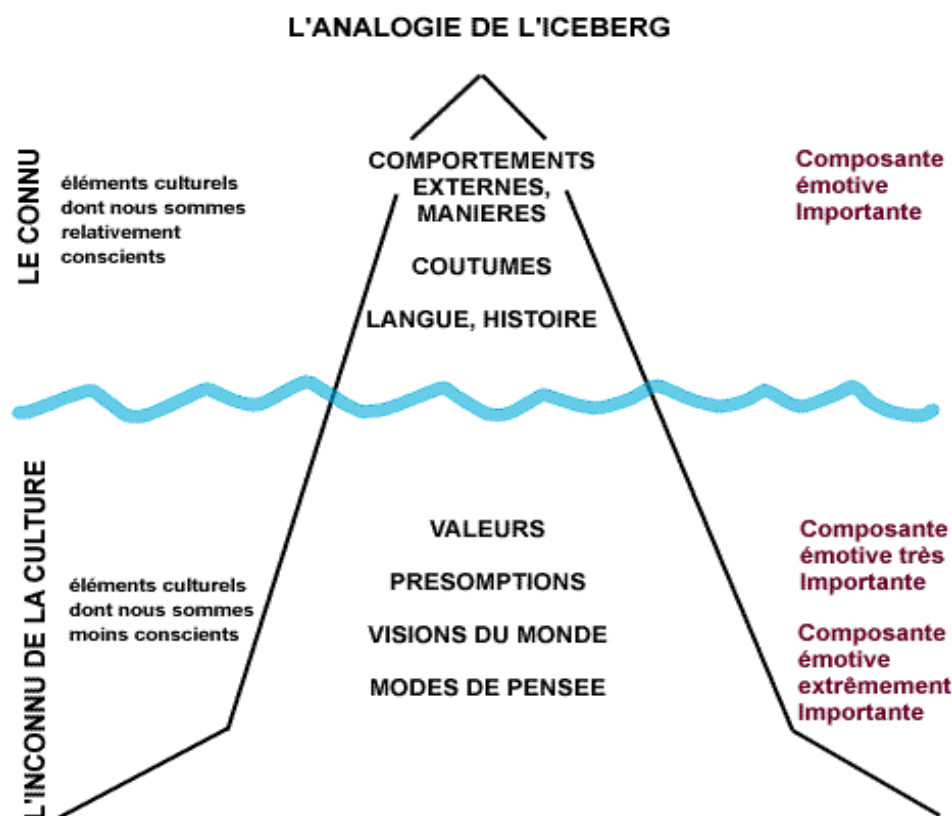 L'ANALOGIE DE L'ICEBERG
LE CONNU
éléments culturels
dont nous sommes
relativement
conscients
COMPORTEMENTS
EXTERNES,
MANIERES
COUTUMES
LANGUE, HISTOIRE
Composante
émotive
Importante
L'INCONNU DE LA CULTURE
éléments culturels
dont nous sommes
moins conscients
VALEURS
PRESOMPTIONS
VISIONS DU MONDE
MODES DE PENSEE
Composante
émotive très
Importante
Composante
émotive
extrêmement
Importante